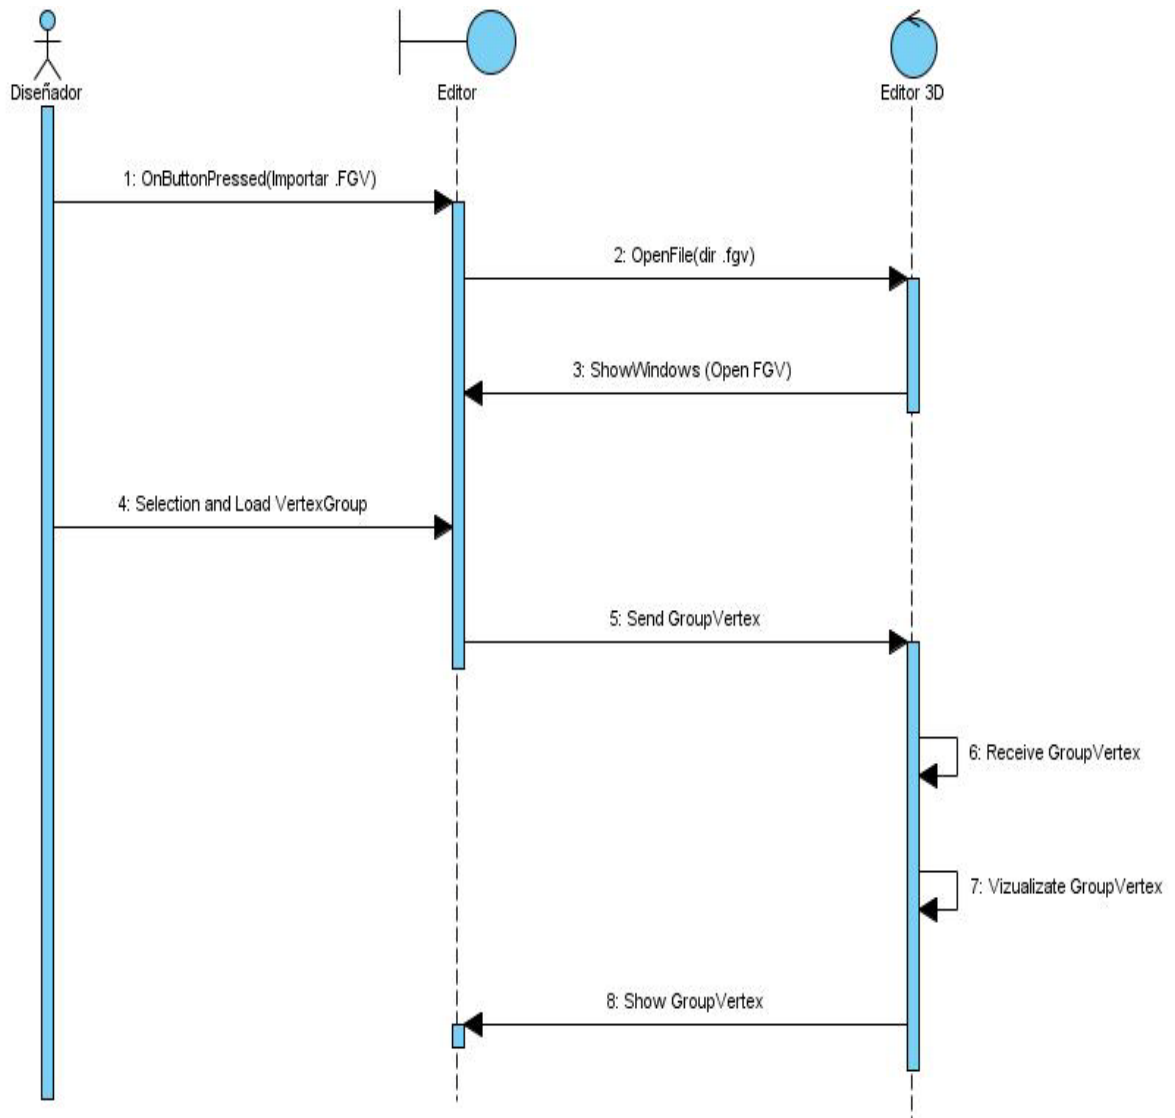 Diseñador
Editor
Editor 3D
1: OnButtonPressed(Importar .FGV)
2: OpenFile(dir .fgv)
3: ShowWindows (Open FGV)
4: Selection and Load VertexGroup
5: Send GroupVertex
6: Receive GroupVertex
7: Vizualizate GroupVertex
8: Show GroupVertex